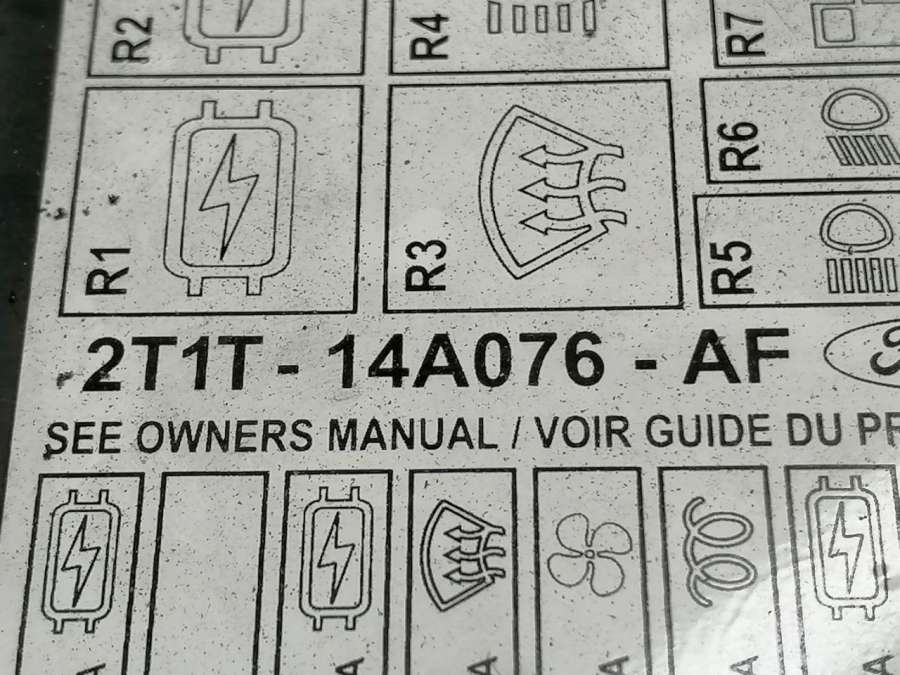 R2
R4
R7
R1
R3
R6
R5
2T1T - 14A076 - AF
SEE OWNERS MANUAL / VOIR GUIDE DU
A
A
A
A
A
A